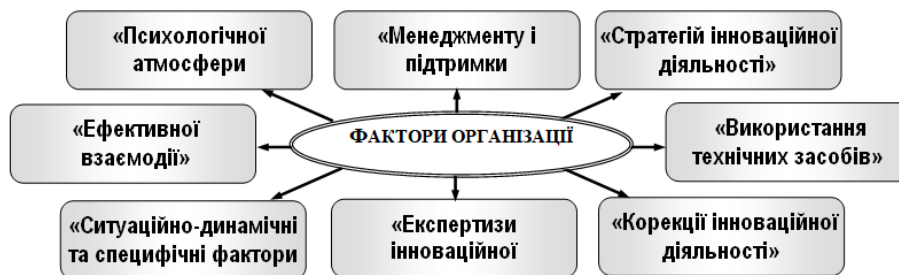 «Психологічної
атмосфери
«Менеджменту і
підтримки
«Стратегій інноваційної
діяльності»
«Ефективної
взаємодії»
ФАКТОРИ ОРГАНІЗАЦІЇ
«Використання
технічних засобів»
«Ситуаційно-динамічні
та специфічні фактори
«Експертизи
інноваційної
«Корекції інноваційної
діяльності»